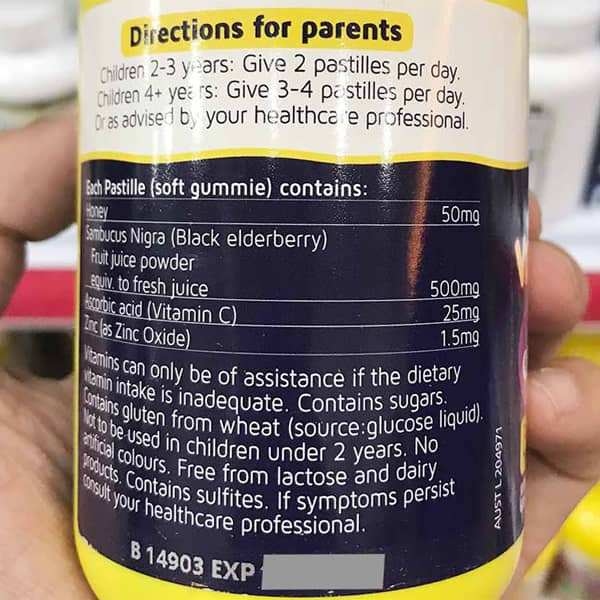 Directions for parents
Children 2-3 years: Give 2 pastilles per day.
Children 4+ years: Give 3-4 pastilles per day.
Or as advised by your healthcare professional.
Each Pastille (soft gummie) contains:
Honey 50mg
Sambucus Nigra (Black elderberry)
Fruit juice powder
equiv. to fresh juice 500mg
Ascorbic acid (Vitamin C) 25mg
Zinc (as Zinc Oxide) 1.5mg
Vitamins can only be of assistance if the dietary
vitamin intake is inadequate. Contains sugars.
Contains gluten from wheat (source:glucose liquid).
Not to be used in children under 2 years. No
artificial colours. Free from lactose and dairy
products. Contains sulfites. If symptoms persist
consult your healthcare professional.
AUST L 204971
B 14903 EXP